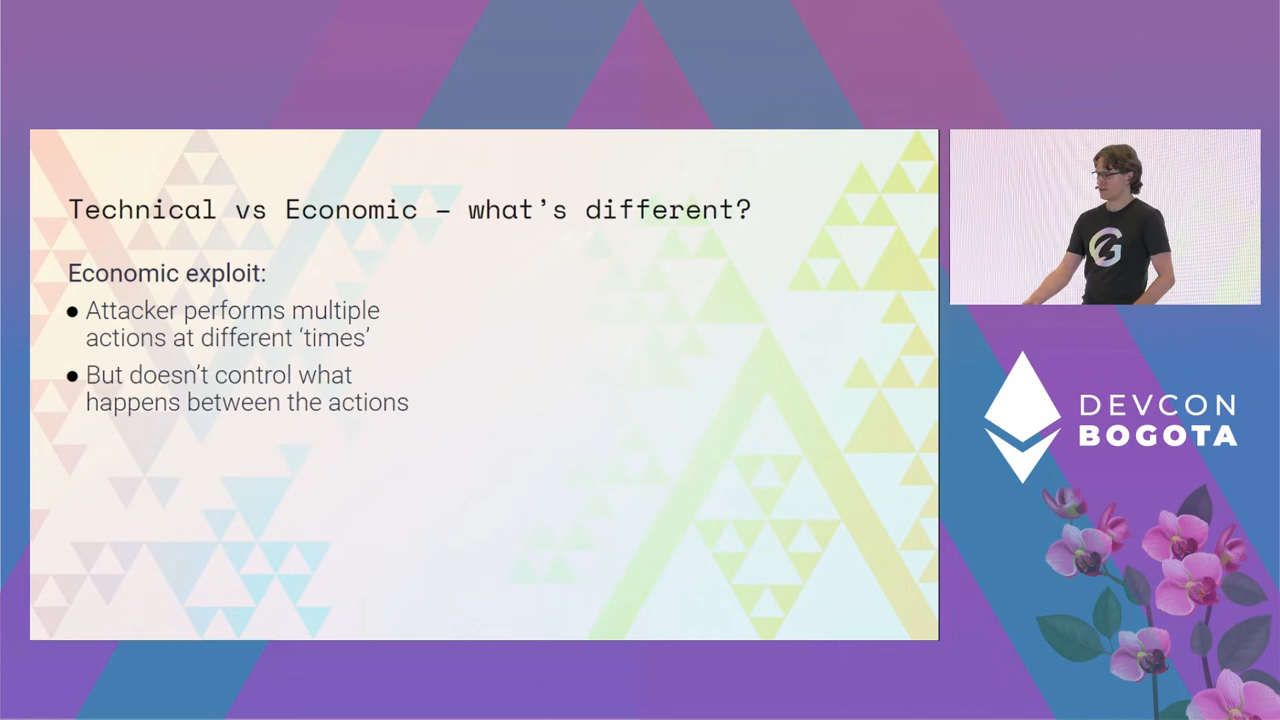 Technical vs Economic – what's different?
Economic exploit:
● Attacker performs multiple
actions at different ‘times’
● But doesn't control what
happens between the actions
G
DEVCON
BOGOTA